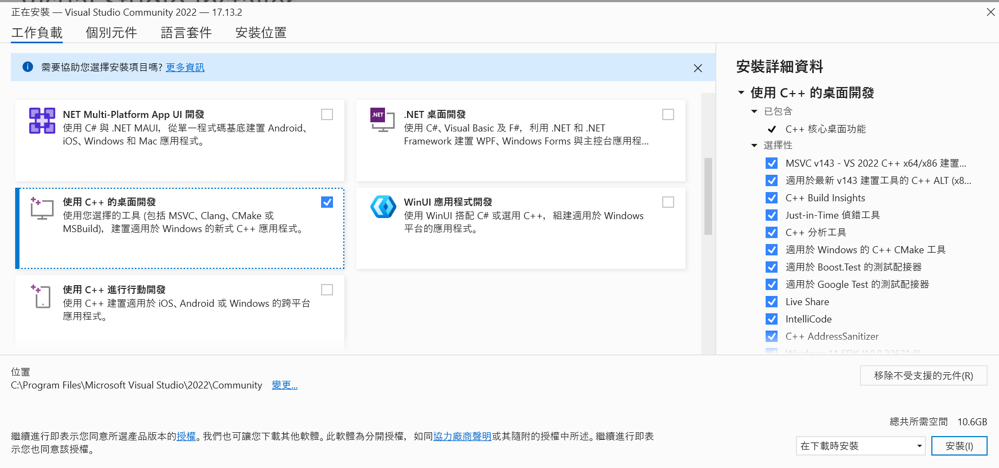 Visual Studio Installer
正在安裝 — Visual Studio Community 2022 — 17.13.2
工作負載 個別元件 語言套件 安裝位置
需要協助您選擇安裝項目嗎? 更多資訊
NET Multi-Platform App UI 開發
使用 C# 與 .NET MAUI，從單一程式碼基底建置 Android、
iOS、Windows 和 Mac 應用程式。
.NET
.NET 桌面開發
使用 C#、Visual Basic 及 F#，利用 .NET 和 .NET
Framework 建置 WPF、Windows Forms 與主控台應用程...
使用 C++ 的桌面開發
使用您選擇的工具 (包括 MSVC、Clang、CMake 或
MSBuild)，建置適用於 Windows 的新式 C++ 應用程式。
WinUI 應用程式開發
使用 WinUI 搭配 C# 或選用 C++，組建適用於 Windows
平台的應用程式。
使用 C++ 進行行動開發
使用 C++ 建置適用於 iOS、Android 或 Windows 的跨平台
應用程式。
安裝詳細資料
使用 C++ 的桌面開發
已包含
C++ 核心桌面功能
選擇性
MSVC v143 - VS 2022 C++ x64/x86 建置...
適用於最新 v143 建置工具的 C++ ALT (x8...
C++ Build Insights
Just-in-Time 偵錯工具
C++ 分析工具
適用於 Windows 的 C++ CMake 工具
適用於 Boost.Test 的測試配接器
適用於 Google Test 的測試配接器
Live Share
IntelliCode
C++ AddressSanitizer
Windows 11 SDK (10.0.22621.0)
位置
C:\Program Files\Microsoft Visual Studio\2022\Community 變更...
移除不受支援的元件(R)
總共所需空間 10.6GB
繼續進行即表示您同意所選產品版本的授權。我們也可讓您下載其他軟體。此軟體為分開授權，如同協力廠商聲明或其隨附的授權中所述。繼續進行即表
示您也同意該授權。
在下載時安裝
安裝(I)